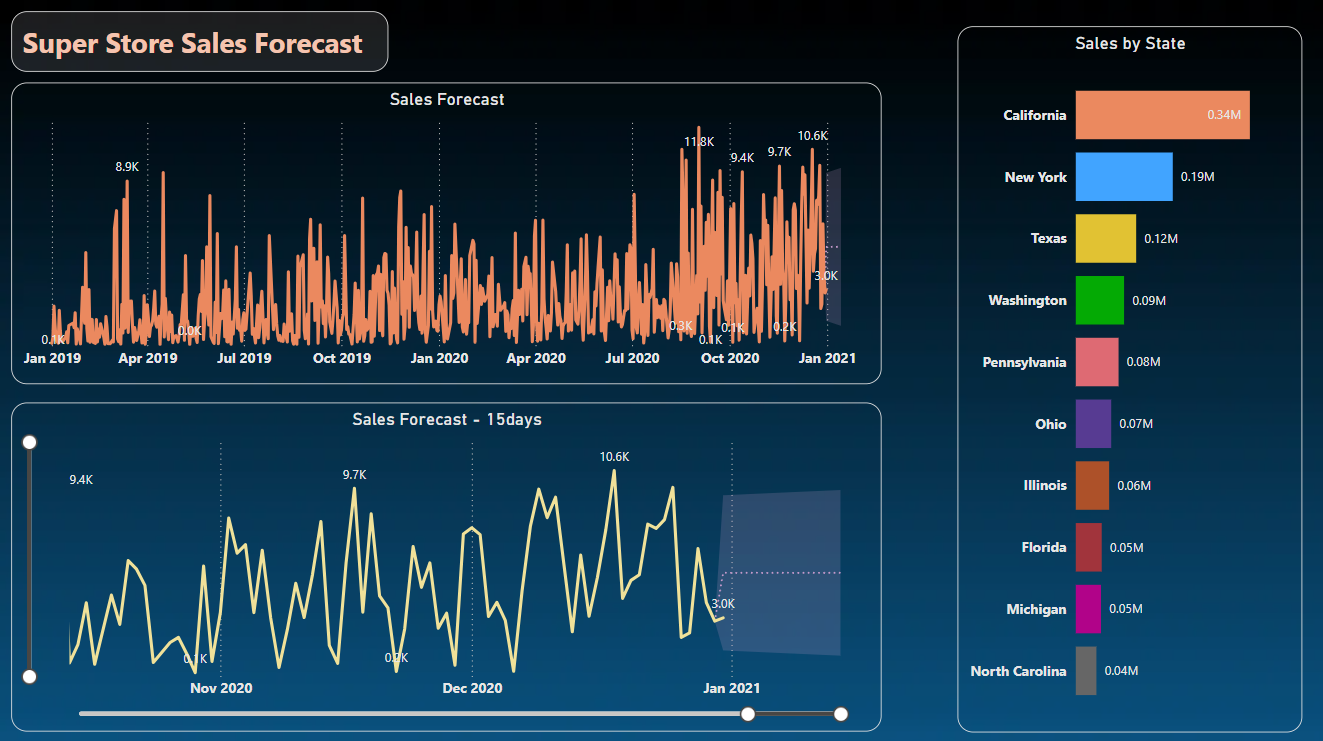 Super Store Sales Forecast
Sales Forecast
11.8K
10.6K
9.4K
9.7K
8.9K
3.0K
0.3K
0.1K
0.2K
0.0K
0.1K
0.1K
Jan 2019
Apr 2019
Jul 2019
Oct 2019
Jan 2020
Apr 2020
Jul 2020
Oct 2020
Jan 2021
Sales Forecast - 15days
10.6K
9.7K
9.4K
3.0K
0.1K
0.2K
Nov 2020
Dec 2020
Jan 2021
Sales by State
California 0.34M
New York 0.19M
Texas 0.12M
Washington 0.09M
Pennsylvania 0.08M
Ohio 0.07M
Illinois 0.06M
Florida 0.05M
Michigan 0.05M
North Carolina 0.04M